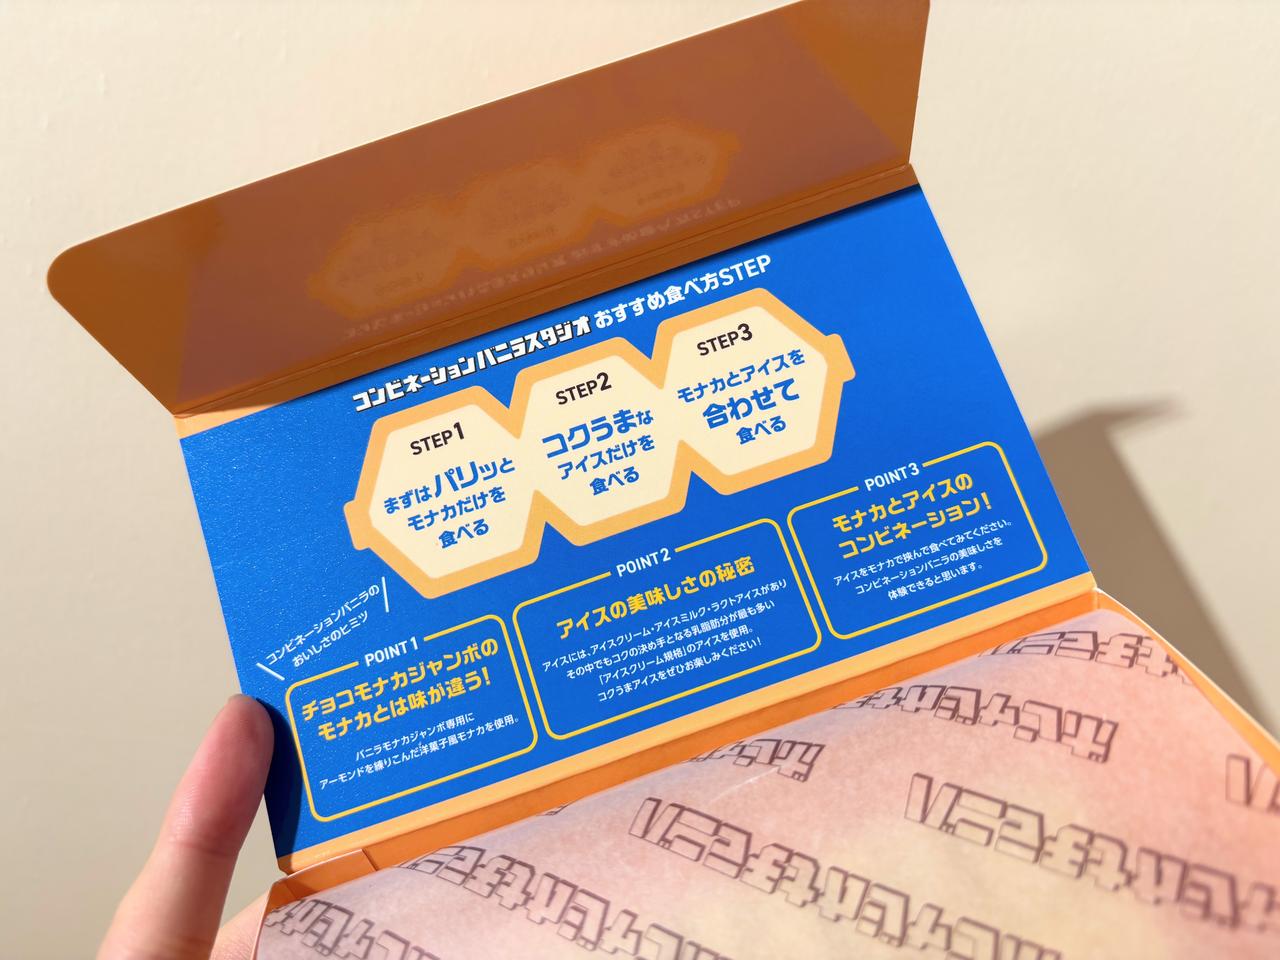 コンビネーションバニラスタジオ おすすめ食べ方STEP
STEP1
まずはパリッと
モナカだけを
食べる
STEP2
コクうまな
アイスだけを
食べる
STEP3
モナカとアイスを
合わせて
食べる
コンビネーションバニラの
おいしさのヒミツ
POINT1
チョコモナカジャンボの
モナカとは味が違う!
バニラモナカジャンボ専用に
アーモンドを練りこんだ洋菓子風モナカを使用。
POINT2
アイスの美味しさの秘密
アイスには、アイスクリーム・アイスミルク・ラクトアイスがあり
その中でもコクの決め手となる乳脂肪分が最も多い
「アイスクリーム規格」のアイスを使用。
コクうまアイスをぜひお楽しみください!
POINT3
モナカとアイスの
コンビネーション!
アイスをモナカで挟んで食べてみてください。
コンビネーションバニラの美味しさを
体験できると思います。